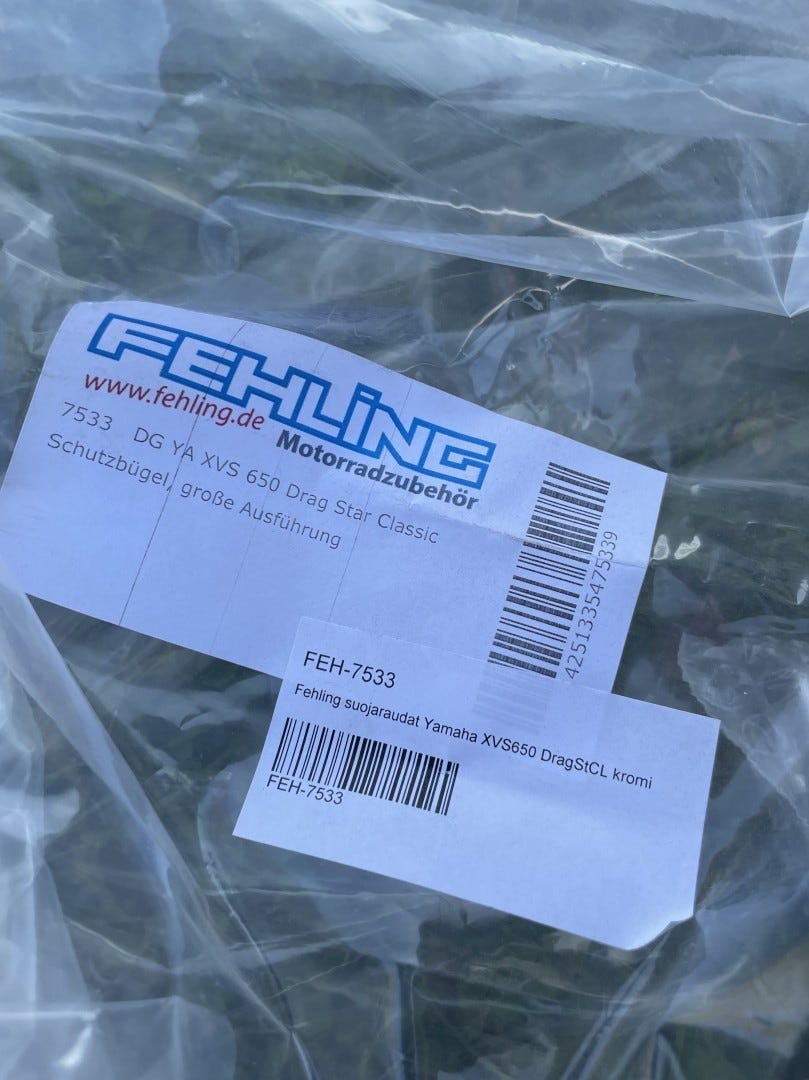 FEHLiNG
www.fehling.de
Motorradzubehör
7533 DG YA XVS 650 Drag Star Classic
Schutzbügel, große Ausführung
4251335475339
FEH-7533
Fehling suojaraudat Yamaha XVS650 DragStCL kromi
FEH-7533